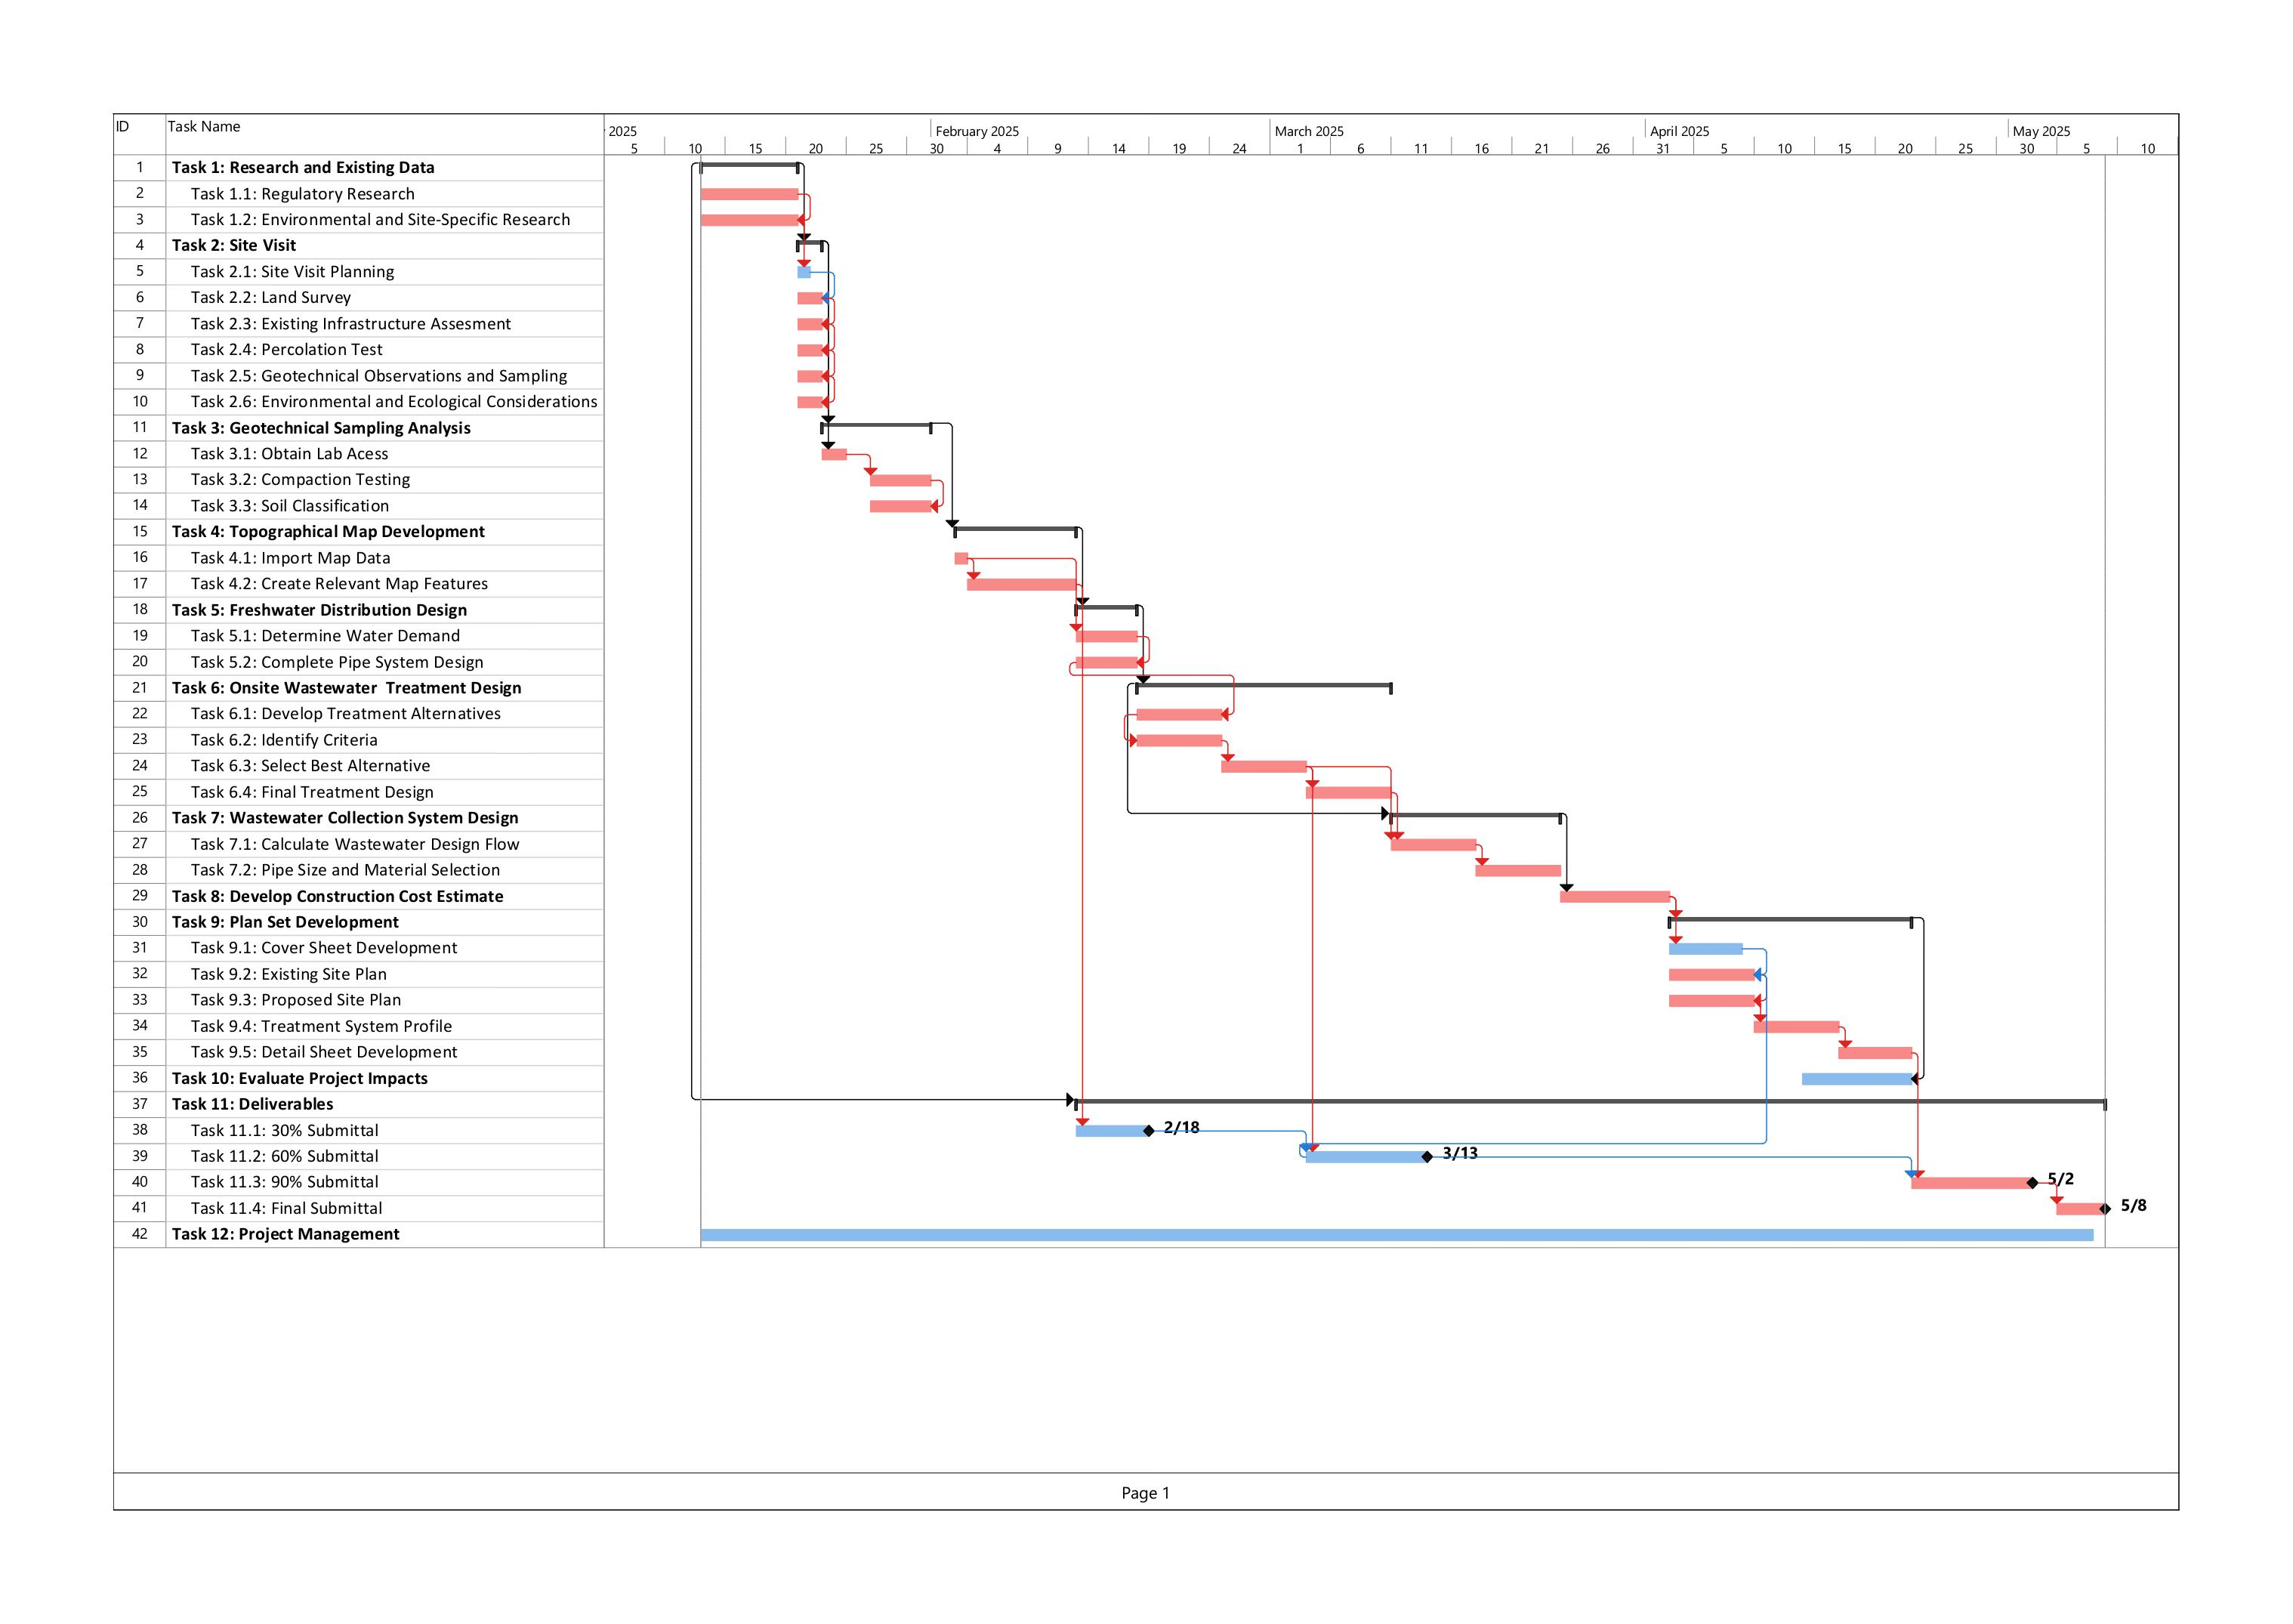 ID Task Name 2025 February 2025 March 2025 April 2025 May 2025
5 10 15 20 25 30 4 9 14 19 24 1 6 11 16 21 26 31 5 10 15 20 25 30 5 10
1 Task 1: Research and Existing Data
2 Task 1.1: Regulatory Research
3 Task 1.2: Environmental and Site-Specific Research
4 Task 2: Site Visit
5 Task 2.1: Site Visit Planning
6 Task 2.2: Land Survey
7 Task 2.3: Existing Infrastructure Assesment
8 Task 2.4: Percolation Test
9 Task 2.5: Geotechnical Observations and Sampling
10 Task 2.6: Environmental and Ecological Considerations
11 Task 3: Geotechnical Sampling Analysis
12 Task 3.1: Obtain Lab Acess
13 Task 3.2: Compaction Testing
14 Task 3.3: Soil Classification
15 Task 4: Topographical Map Development
16 Task 4.1: Import Map Data
17 Task 4.2: Create Relevant Map Features
18 Task 5: Freshwater Distribution Design
19 Task 5.1: Determine Water Demand
20 Task 5.2: Complete Pipe System Design
21 Task 6: Onsite Wastewater  Treatment Design
22 Task 6.1: Develop Treatment Alternatives
23 Task 6.2: Identify Criteria
24 Task 6.3: Select Best Alternative
25 Task 6.4: Final Treatment Design
26 Task 7: Wastewater Collection System Design
27 Task 7.1: Calculate Wastewater Design Flow
28 Task 7.2: Pipe Size and Material Selection
29 Task 8: Develop Construction Cost Estimate
30 Task 9: Plan Set Development
31 Task 9.1: Cover Sheet Development
32 Task 9.2: Existing Site Plan
33 Task 9.3: Proposed Site Plan
34 Task 9.4: Treatment System Profile
35 Task 9.5: Detail Sheet Development
36 Task 10: Evaluate Project Impacts
37 Task 11: Deliverables
38 Task 11.1: 30% Submittal 2/18
39 Task 11.2: 60% Submittal 3/13
40 Task 11.3: 90% Submittal 5/2
41 Task 11.4: Final Submittal 5/8
42 Task 12: Project Management
Page 1